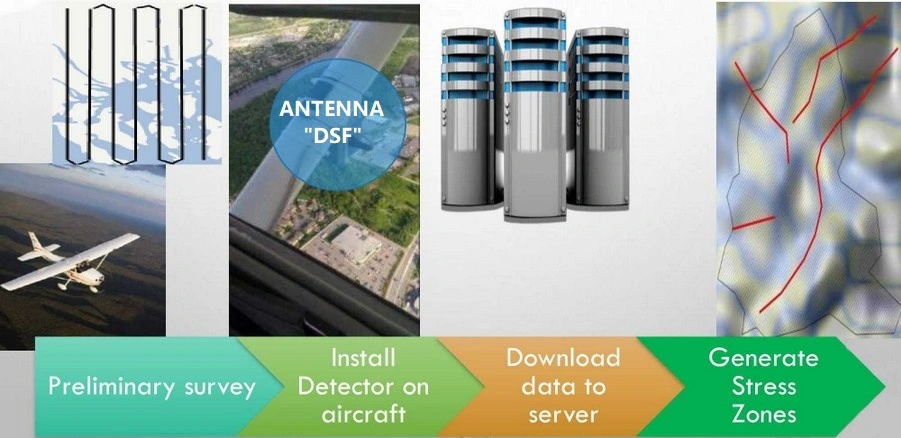 ANTENNA
"DSF"
Preliminary survey
Install
Detector on
aircraft
Download
data to
server
Generate
Stress
Zones